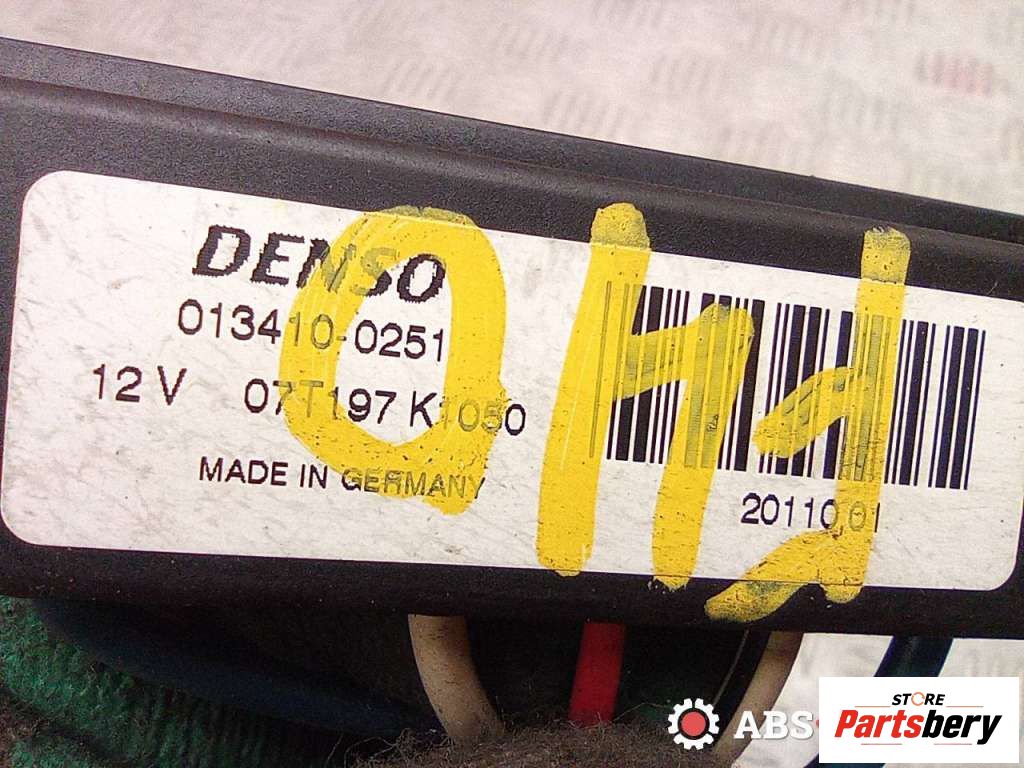 DENSO
013410-0251
12 V 07T197 K1050
MADE IN GERMANY
20110,01
ABS
STORE
Partsbery